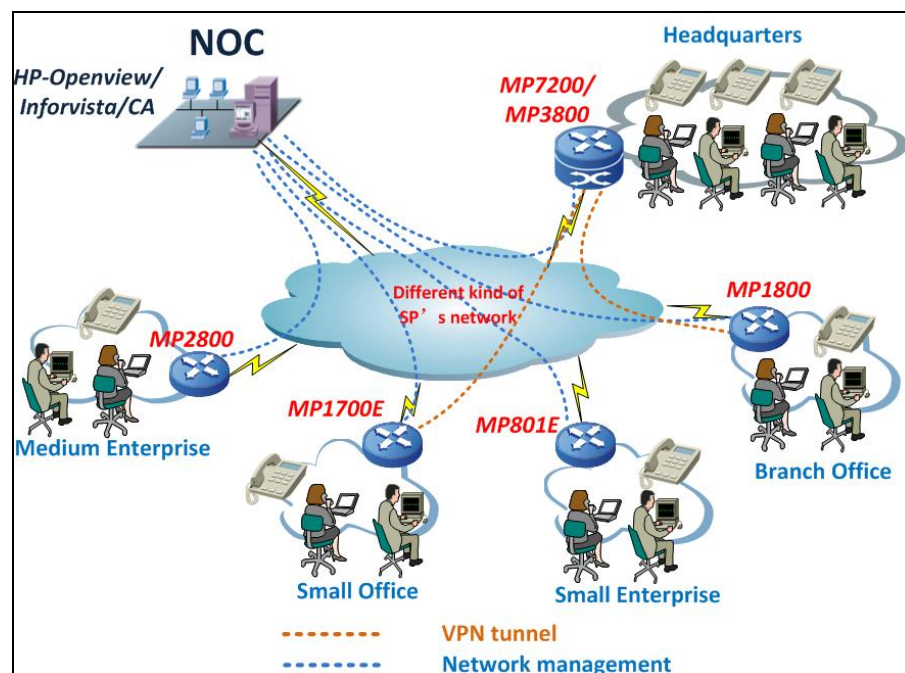 NOC
HP-Openview/
Inforvista/CA
Headquarters
MP7200/
MP3800
Different kind of
SP’s network
MP1800
MP2800
MP1700E
MP801E
Medium Enterprise
Branch Office
Small Office
Small Enterprise
VPN tunnel
Network management